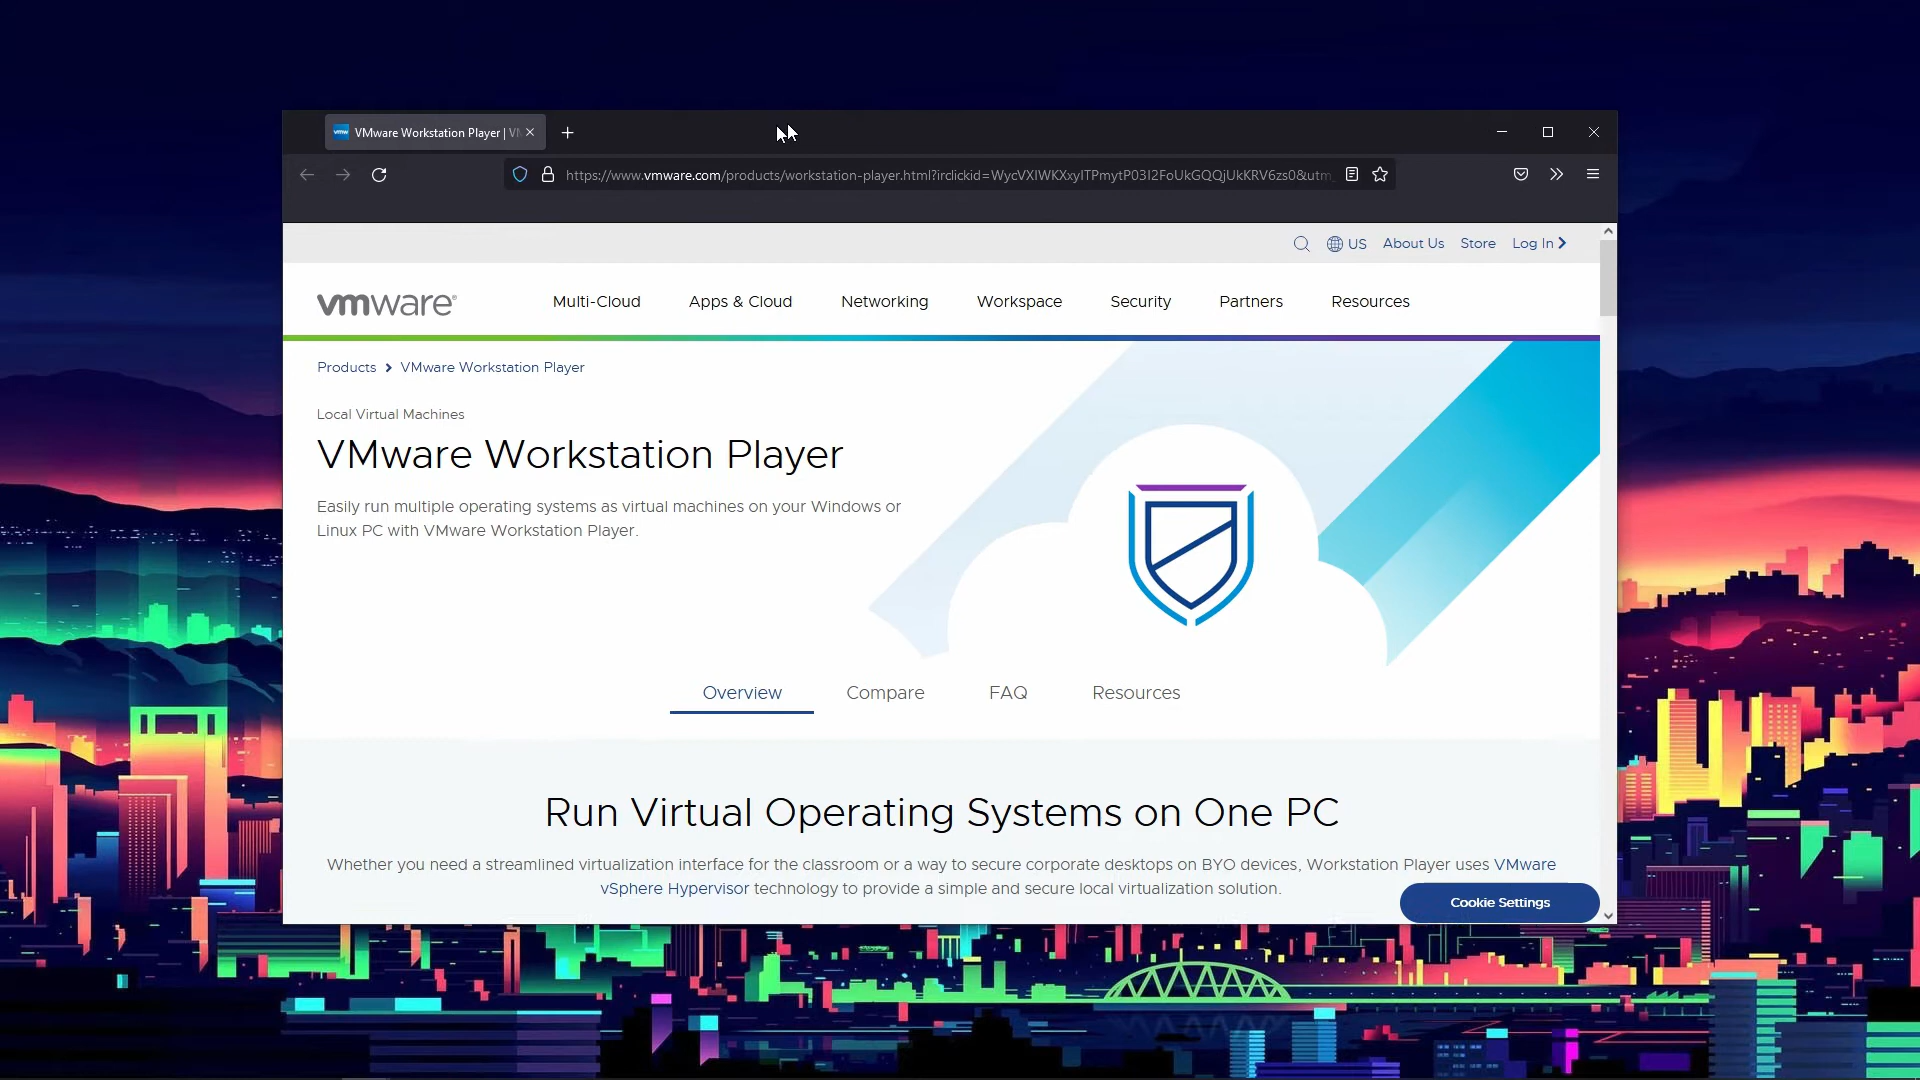 vmw VMware Workstation Player | VM
https://www.vmware.com/products/workstation-player.html?irclickid=WycVXIWKXxyITPmytP03I2FoUkGQQjUkKRV6zs0&utm_
US About Us Store Log In
vmware®
Multi-Cloud Apps & Cloud Networking Workspace Security Partners Resources
Products > VMware Workstation Player
Local Virtual Machines
VMware Workstation Player
Easily run multiple operating systems as virtual machines on your Windows or
Linux PC with VMware Workstation Player.
Overview Compare FAQ Resources
Run Virtual Operating Systems on One PC
Whether you need a streamlined virtualization interface for the classroom or a way to secure corporate desktops on BYO devices, Workstation Player uses VMware
vSphere Hypervisor technology to provide a simple and secure local virtualization solution.
Cookie Settings